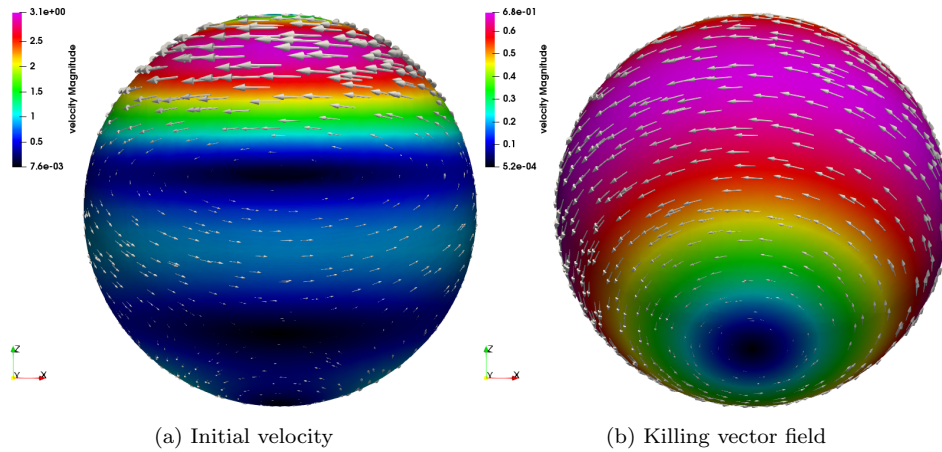 3.1e+00
2.5
2
1.5
1
0.5
7.6e-03
velocity Magnitude
Z
Y
X
(a) Initial velocity
6.8e-01
0.6
0.5
0.4
0.3
0.2
0.1
5.2e-04
velocity Magnitude
Z
Y
X
(b) Killing vector field